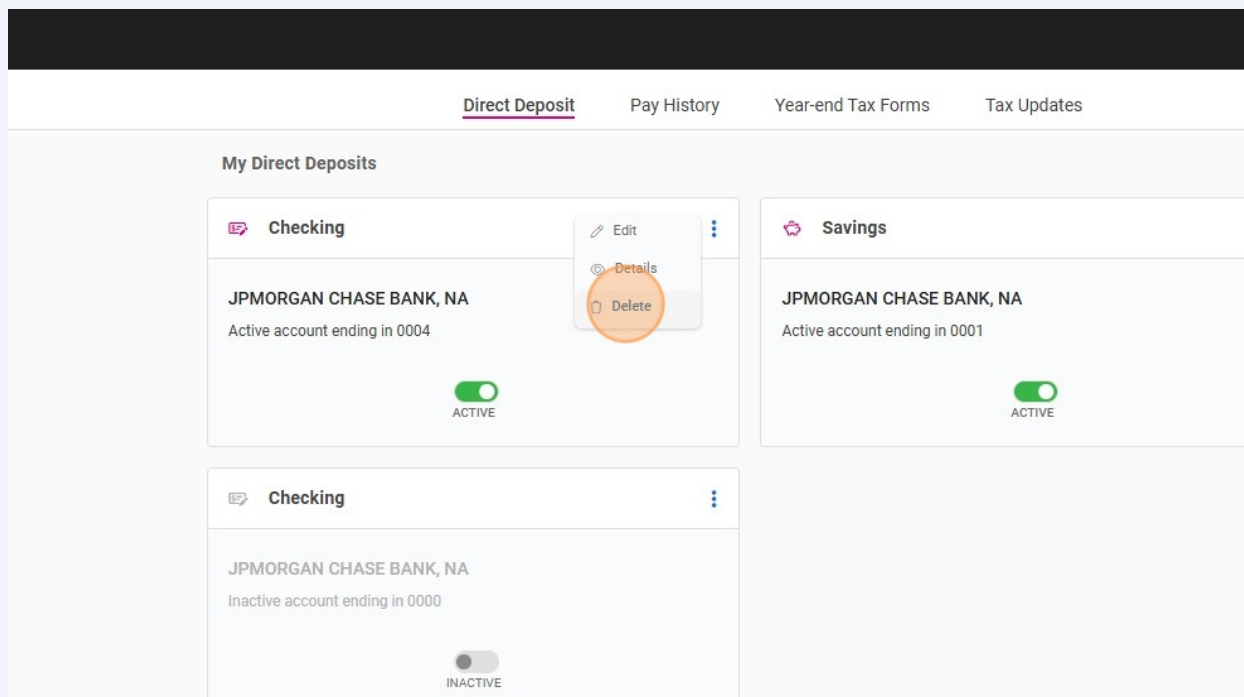 Direct Deposit Pay History Year-end Tax Forms Tax Updates
My Direct Deposits
Checking
Edit
Details
Delete
JPMORGAN CHASE BANK, NA
Active account ending in 0004
ACTIVE
Savings
JPMORGAN CHASE BANK, NA
Active account ending in 0001
ACTIVE
Checking
JPMORGAN CHASE BANK, NA
Inactive account ending in 0000
INACTIVE